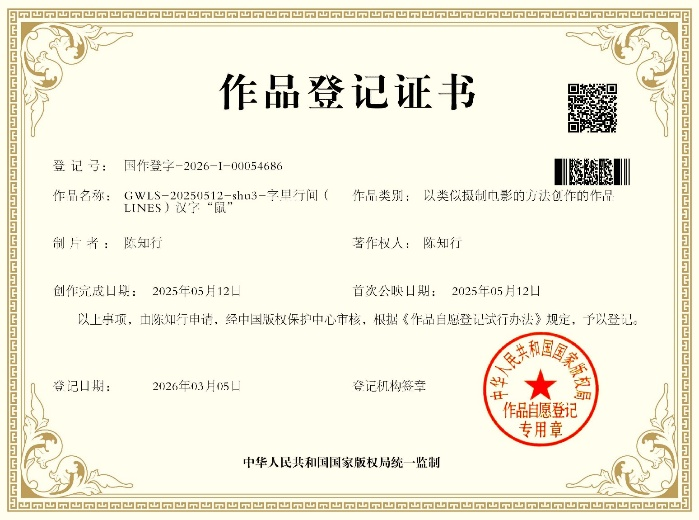 作品登记证书
登 记 号： 国作登字-2026-I-00054686
作品名称： GWLS-20250512-shu3-字里行间（ 作品类别： 以类似摄制电影的方法创作的作品
LINES）汉字“鼠”
制 片 者： 陈知行 著作权人： 陈知行
创作完成日期： 2025年05月12日 首次公映日期： 2025年05月12日
以上事项，由陈知行申请，经中国版权保护中心审核，根据《作品自愿登记试行办法》规定，予以登记。
登记日期： 2026年03月05日 登记机构签章
中华人民共和国国家版权局
作品自愿登记
专用章
中华人民共和国国家版权局统一监制